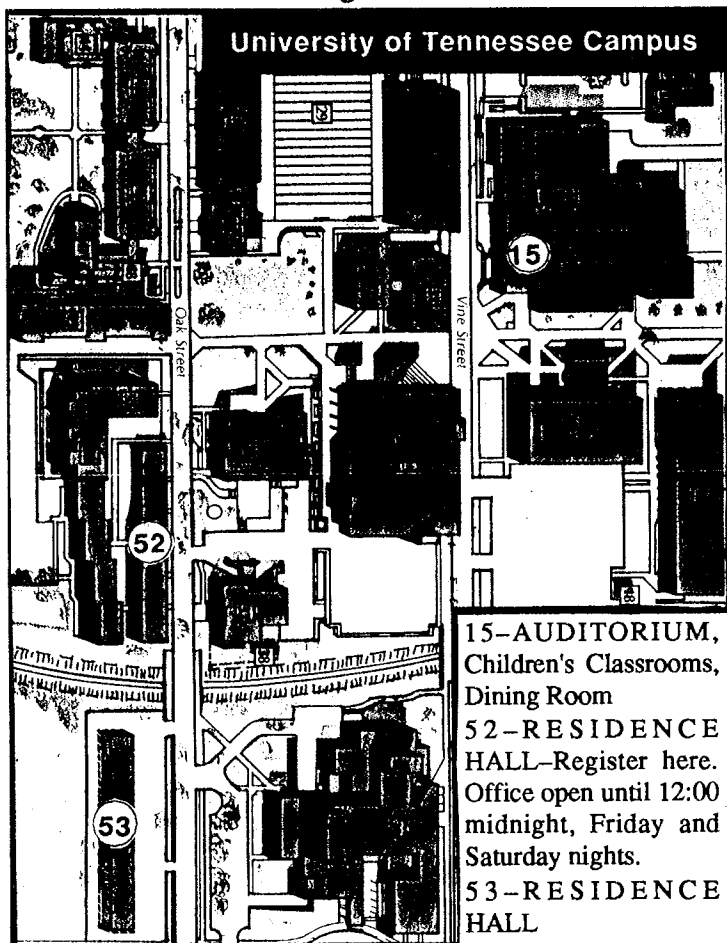 University of Tennessee Campus
29
15
Oak Street
Vine Street
52
53
15–AUDITORIUM,
Children's Classrooms,
Dining Room
52–RESIDENCE
HALL–Register here.
Office open until 12:00
midnight, Friday and
Saturday nights.
53–RESIDENCE
HALL